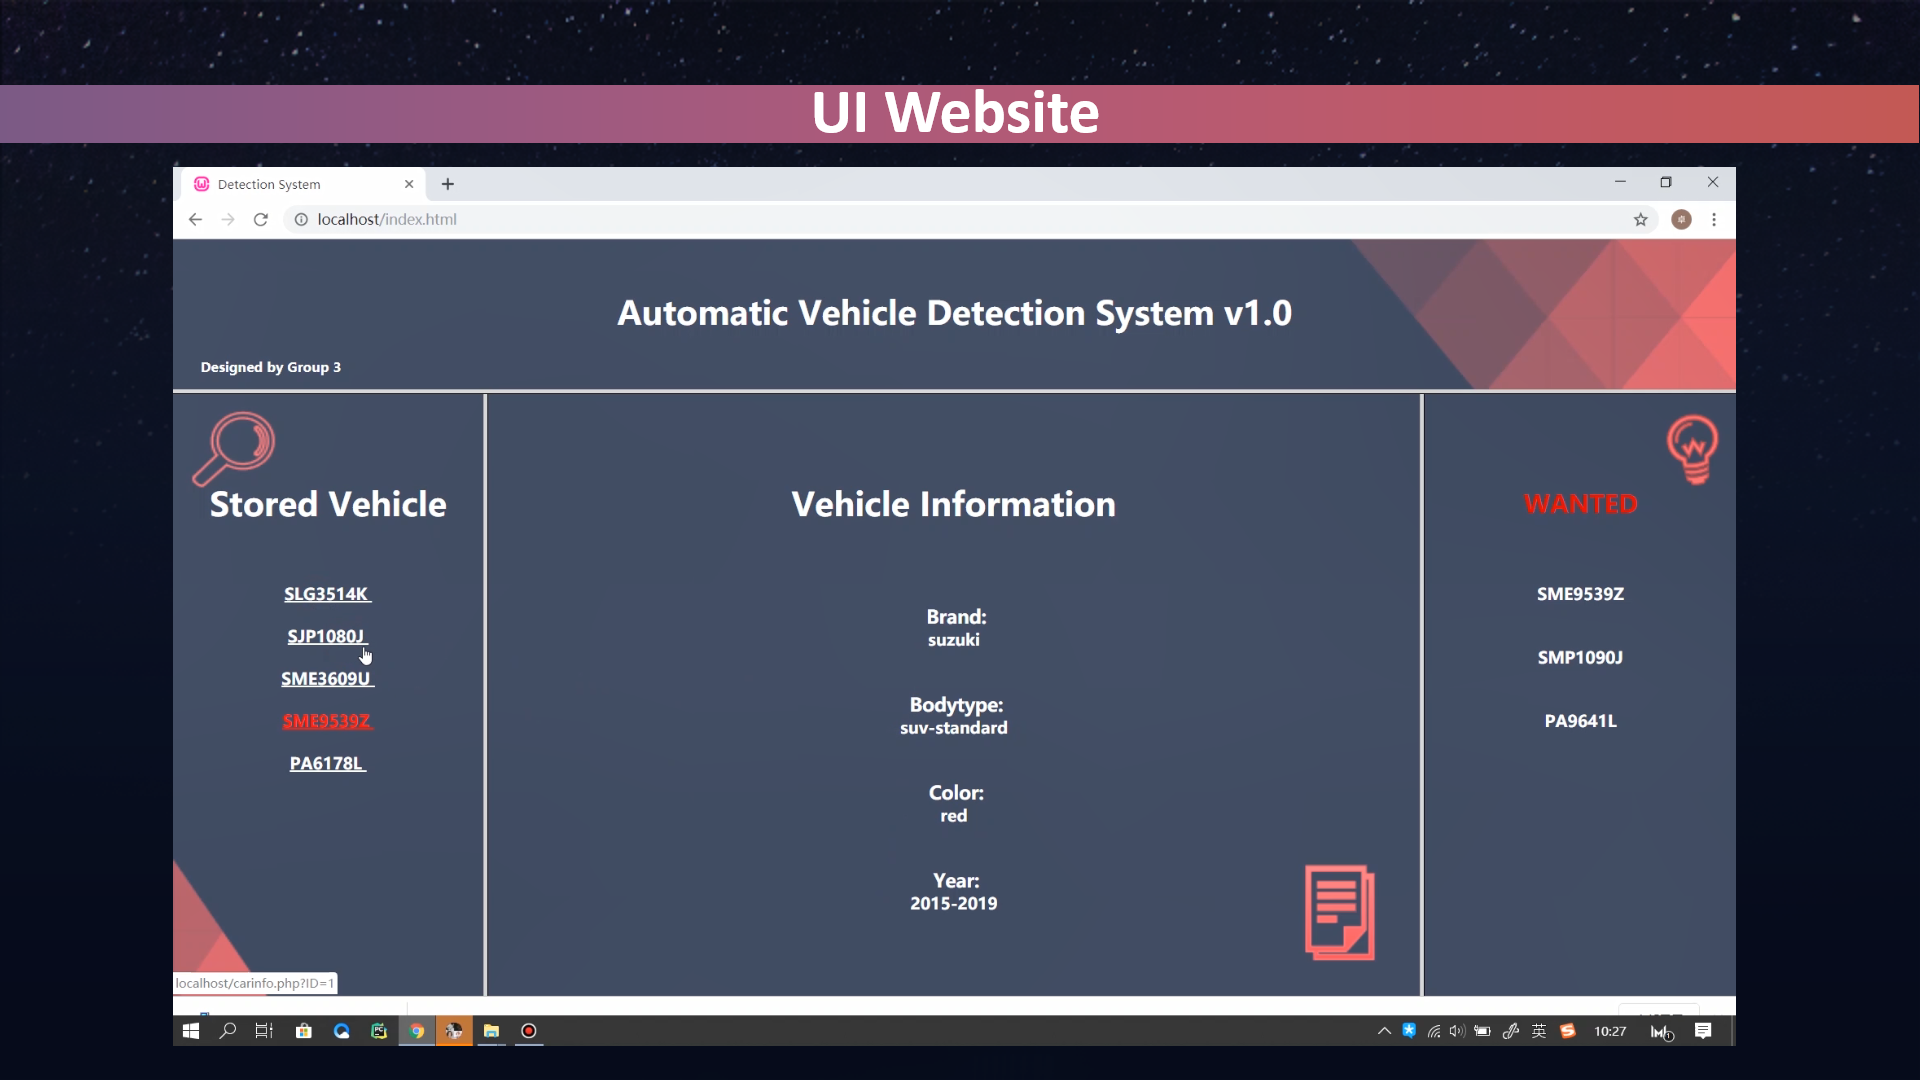 UI Website
Detection System
localhost/index.html
Automatic Vehicle Detection System v1.0
Designed by Group 3
Stored Vehicle
SLG3514K
SJP1080J
SME3609U
SME9539Z
PA6178L
Vehicle Information
Brand:
suzuki
Bodytype:
suv-standard
Color:
red
Year:
2015-2019
WANTED
SME9539Z
SMP1090J
PA9641L
localhost/carinfo.php?ID=1
英
10:27